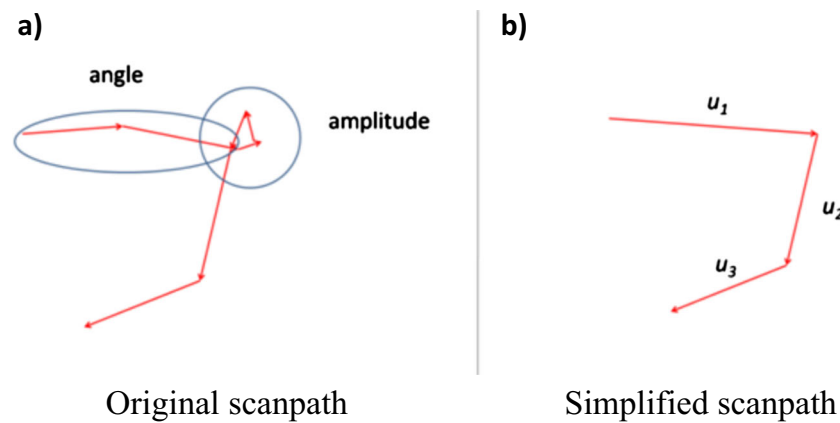 a)
angle
amplitude
Original scanpath
b)
u1
u2
u3
Simplified scanpath